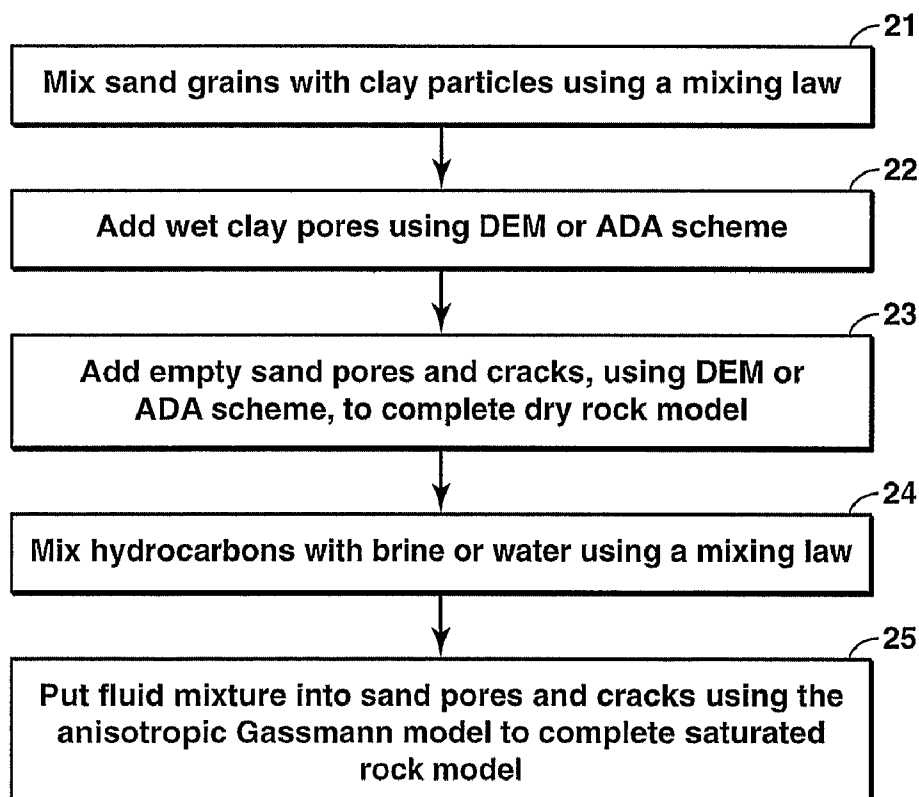 21
Mix sand grains with clay particles using a mixing law
22
Add wet clay pores using DEM or ADA scheme
23
Add empty sand pores and cracks, using DEM or
ADA scheme, to complete dry rock model
24
Mix hydrocarbons with brine or water using a mixing law
25
Put fluid mixture into sand pores and cracks using the
anisotropic Gassmann model to complete saturated
rock model